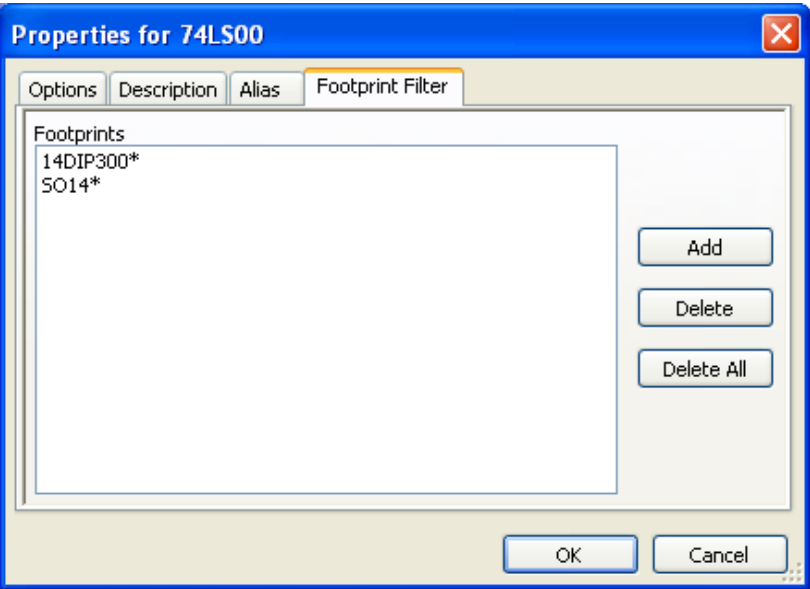 Properties for 74LS00
Options Description Alias Footprint Filter
Footprints
14DIP300*
SO14*
Add
Delete
Delete All
OK Cancel